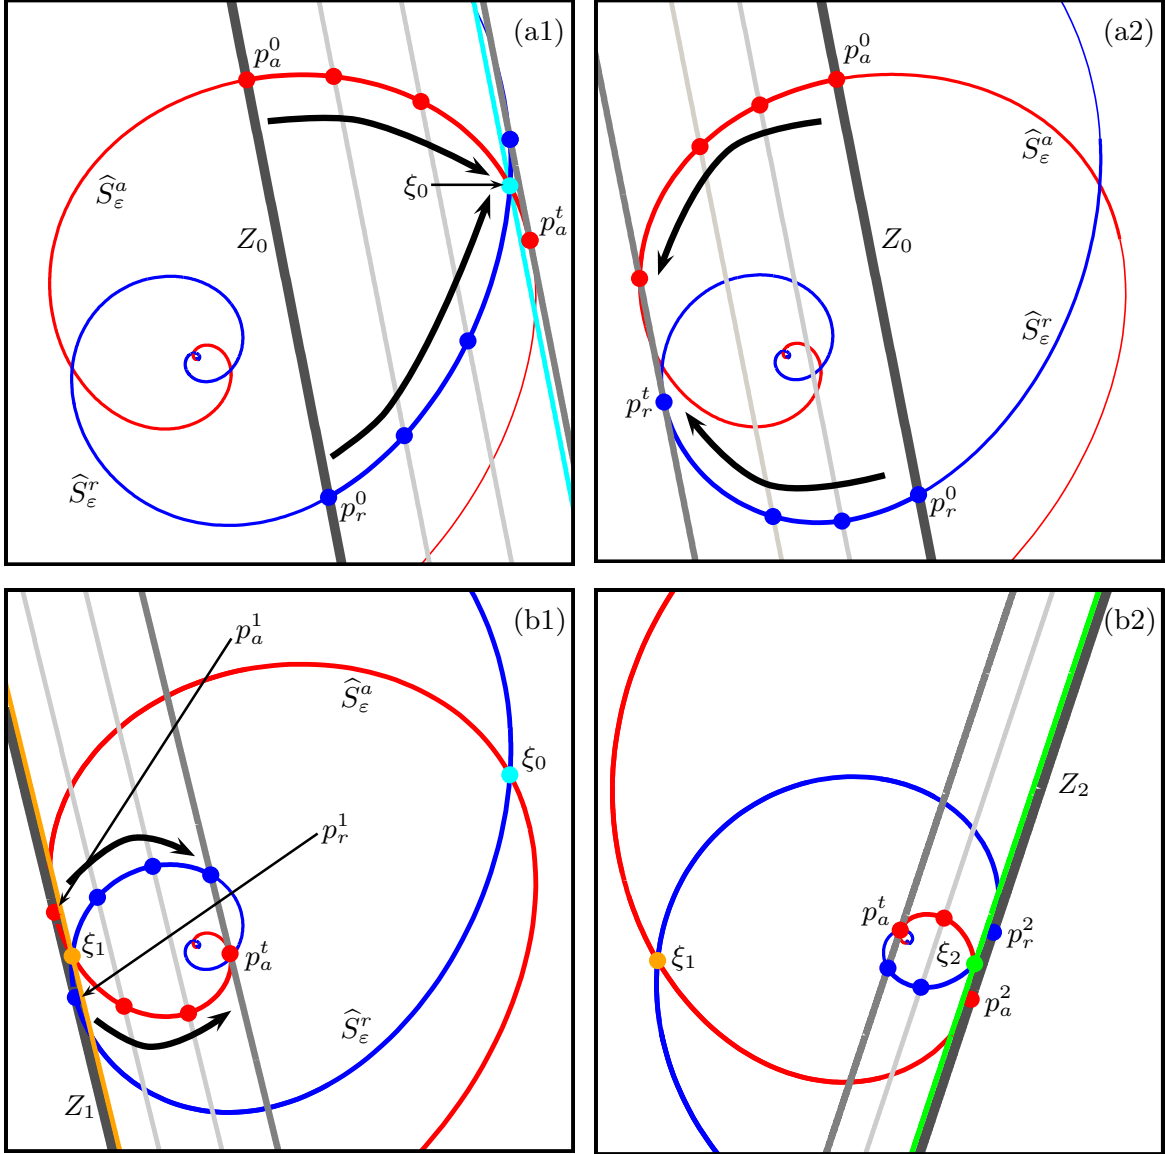 (a1)
p_a^0
Ŝ_ε^a
ξ_0
Z_0
p_a^t
Ŝ_ε^r
p_r^0
(a2)
p_a^0
Ŝ_ε^a
Z_0
Ŝ_ε^r
p_r^t
p_r^0
(b1)
p_a^1
Ŝ_ε^a
ξ_0
p_r^1
ξ_1
p_a^t
Ŝ_ε^r
Z_1
(b2)
Z_2
p_a^t
p_r^2
ξ_1
ξ_2
p_a^2